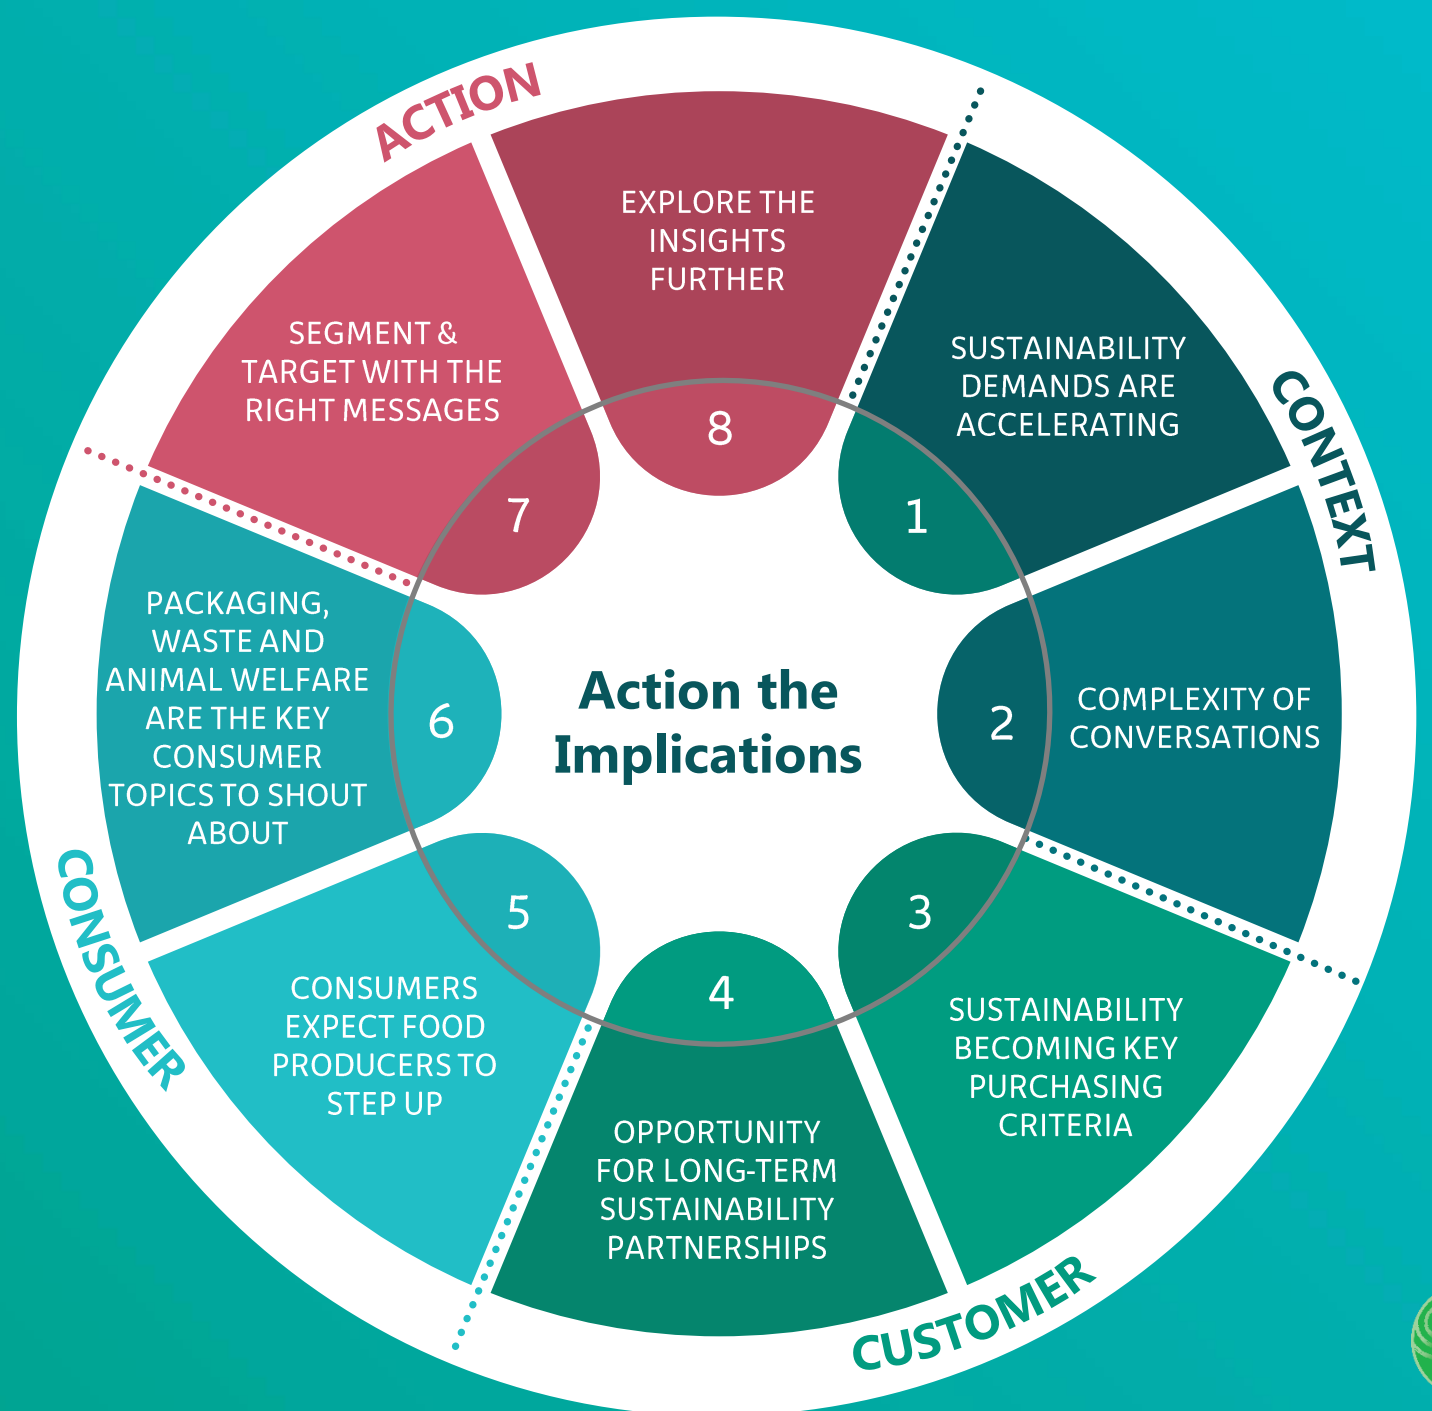 Action the
Implications
CONTEXT
1
SUSTAINABILITY
DEMANDS ARE
ACCELERATING
2
COMPLEXITY OF
CONVERSATIONS
CUSTOMER
3
SUSTAINABILITY
BECOMING KEY
PURCHASING
CRITERIA
4
OPPORTUNITY
FOR LONG-TERM
SUSTAINABILITY
PARTNERSHIPS
CONSUMER
5
CONSUMERS
EXPECT FOOD
PRODUCERS TO
STEP UP
6
PACKAGING,
WASTE AND
ANIMAL WELFARE
ARE THE KEY
CONSUMER
TOPICS TO SHOUT
ABOUT
ACTION
7
SEGMENT &
TARGET WITH THE
RIGHT MESSAGES
8
EXPLORE THE
INSIGHTS
FURTHER